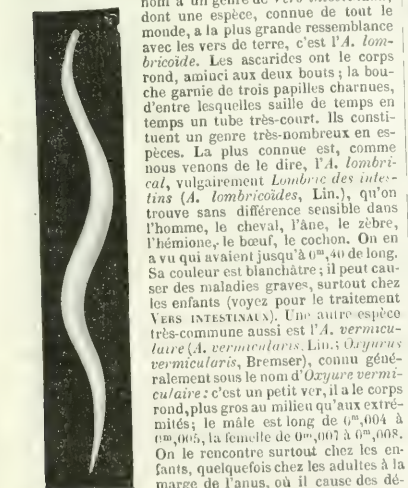 nom à un genre de
dont une espèce, connue de tout le
monde, a la plus grande ressemblance
avec les vers de terre, c'est l'A. lom-
bricoïde. Les ascarides ont le corps
rond, aminci aux deux bouts ; la bou-
che garnie de trois papilles charnues,
d'entre lesquelles saille de temps en
temps un tube très-court. Ils consti-
tuent un genre très-nombreux en es-
pèces. La plus connue est, comme
nous venons de le dire, l'A. lombri-
cal, vulgairement Lombric des intes-
tins (A. lombricoïdes, Lin.), qu'on
trouve sans différence sensible dans
l'homme, le cheval, l'âne, le zèbre,
l'hémione, le bœuf, le cochon. On en
a vu qui avaient jusqu'à 0m,40 de long.
Sa couleur est blanchâtre ; il peut cau-
ser des maladies graves, surtout chez
les enfants (voyez pour le traitement
VERS INTESTINAUX). Une autre espèce
très-commune aussi est l'A. vermicu-
laire (A. vermicularis, Lin.; Oxyurus
vermicularis, Bremser), connu géné-
ralement sous le nom d'Oxyure vermi-
culaire : c'est un petit ver, il a le corps
rond, plus gros au milieu qu'aux extré-
mités ; le mâle est long de 0m,004 à
0m,005, la femelle de 0m,007 à 0m,008.
On le rencontre surtout chez les en-
fants, quelquefois chez les adultes à la
marge de l'anus, où il cause des dé-